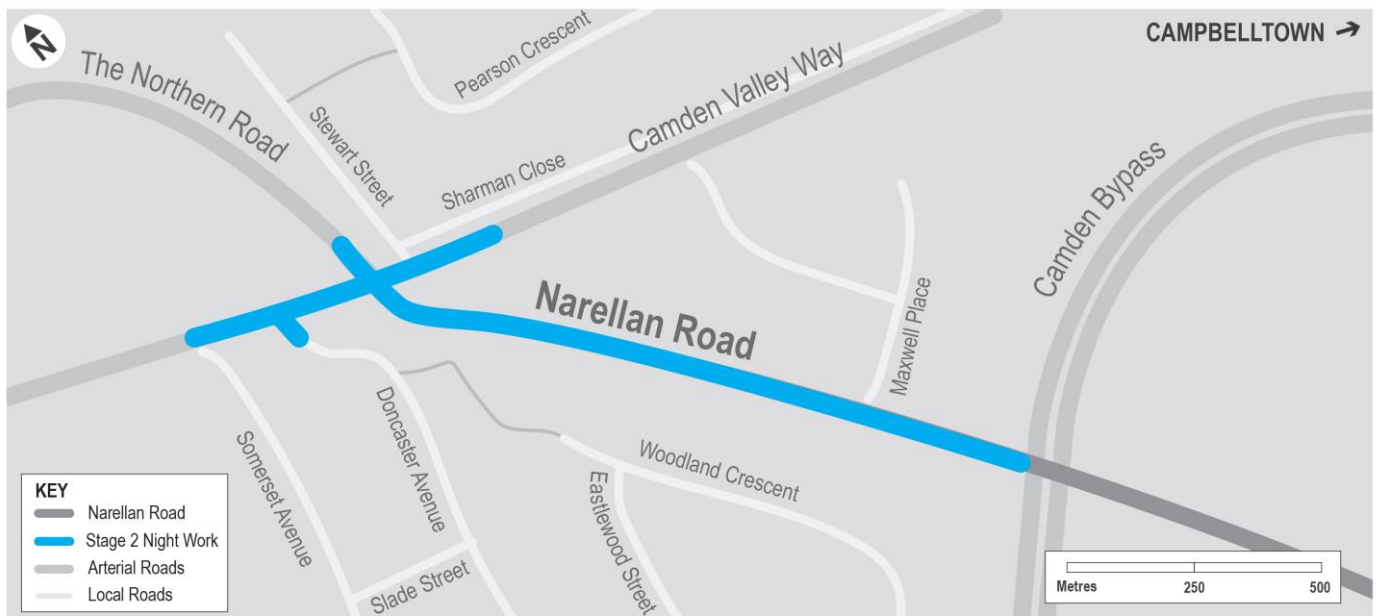 N
CAMPBELLTOWN →
The Northern Road
Pearson Crescent
Stewart Street
Camden Valley Way
Sharman Close
Camden Bypass
Narellan Road
Maxwell Place
Somerset Avenue
Doncaster Avenue
Woodland Crescent
Eastlewood Street
Slade Street
KEY
Narellan Road
Stage 2 Night Work
Arterial Roads
Local Roads
Metres 250 500